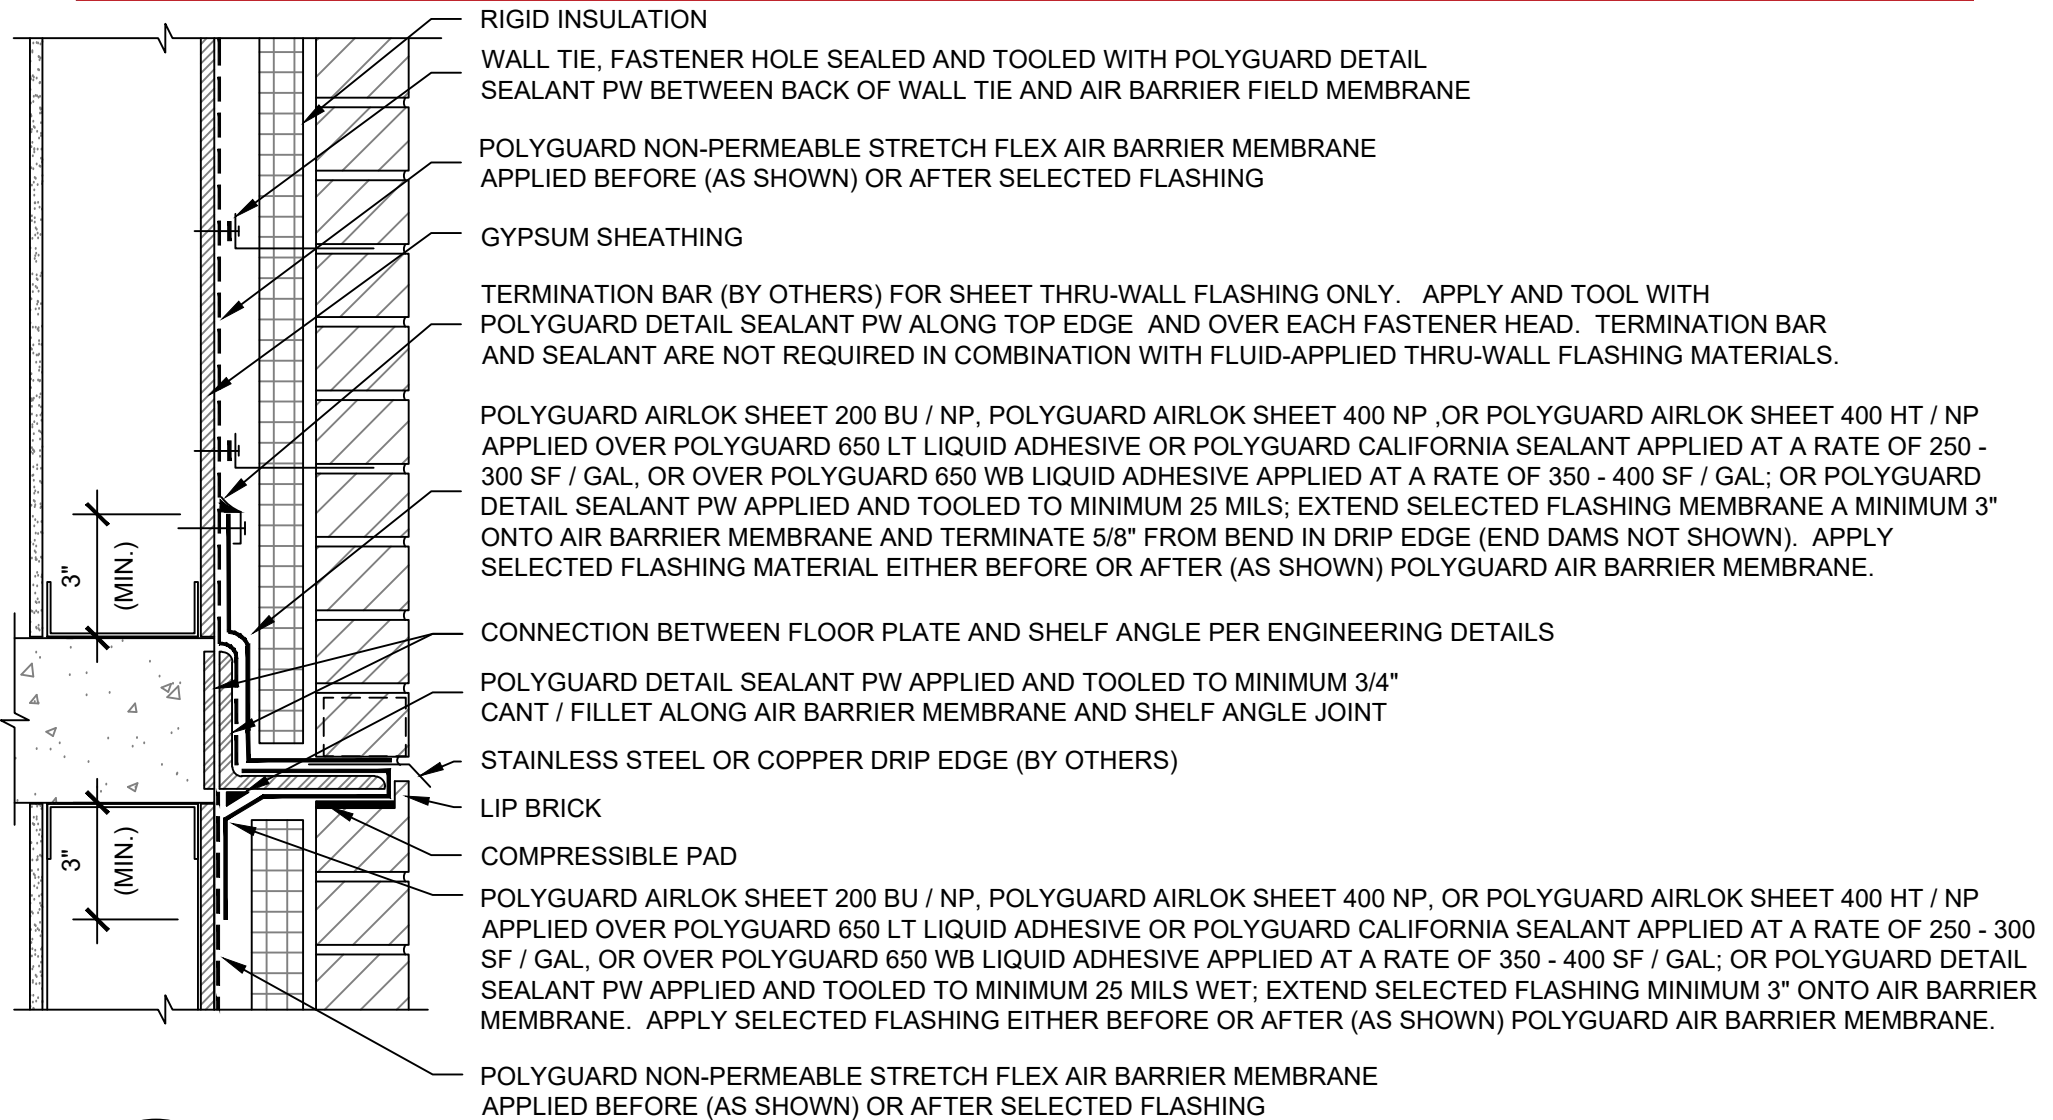 RIGID INSULATION
WALL TIE, FASTENER HOLE SEALED AND TOOLED WITH POLYGUARD DETAIL
SEALANT PW BETWEEN BACK OF WALL TIE AND AIR BARRIER FIELD MEMBRANE
POLYGUARD NON-PERMEABLE STRETCH FLEX AIR BARRIER MEMBRANE
APPLIED BEFORE (AS SHOWN) OR AFTER SELECTED FLASHING
GYPSUM SHEATHING
TERMINATION BAR (BY OTHERS) FOR SHEET THRU-WALL FLASHING ONLY. APPLY AND TOOL WITH
POLYGUARD DETAIL SEALANT PW ALONG TOP EDGE AND OVER EACH FASTENER HEAD. TERMINATION BAR
AND SEALANT ARE NOT REQUIRED IN COMBINATION WITH FLUID-APPLIED THRU-WALL FLASHING MATERIALS.
POLYGUARD AIRLOK SHEET 200 BU / NP, POLYGUARD AIRLOK SHEET 400 NP ,OR POLYGUARD AIRLOK SHEET 400 HT / NP
APPLIED OVER POLYGUARD 650 LT LIQUID ADHESIVE OR POLYGUARD CALIFORNIA SEALANT APPLIED AT A RATE OF 250 -
300 SF / GAL, OR OVER POLYGUARD 650 WB LIQUID ADHESIVE APPLIED AT A RATE OF 350 - 400 SF / GAL; OR POLYGUARD
DETAIL SEALANT PW APPLIED AND TOOLED TO MINIMUM 25 MILS; EXTEND SELECTED FLASHING MEMBRANE A MINIMUM 3"
ONTO AIR BARRIER MEMBRANE AND TERMINATE 5/8" FROM BEND IN DRIP EDGE (END DAMS NOT SHOWN). APPLY
SELECTED FLASHING MATERIAL EITHER BEFORE OR AFTER (AS SHOWN) POLYGUARD AIR BARRIER MEMBRANE.
3"
(MIN.)
CONNECTION BETWEEN FLOOR PLATE AND SHELF ANGLE PER ENGINEERING DETAILS
POLYGUARD DETAIL SEALANT PW APPLIED AND TOOLED TO MINIMUM 3/4"
CANT / FILLET ALONG AIR BARRIER MEMBRANE AND SHELF ANGLE JOINT
STAINLESS STEEL OR COPPER DRIP EDGE (BY OTHERS)
LIP BRICK
COMPRESSIBLE PAD
3"
(MIN.)
POLYGUARD AIRLOK SHEET 200 BU / NP, POLYGUARD AIRLOK SHEET 400 NP, OR POLYGUARD AIRLOK SHEET 400 HT / NP
APPLIED OVER POLYGUARD 650 LT LIQUID ADHESIVE OR POLYGUARD CALIFORNIA SEALANT APPLIED AT A RATE OF 250 - 300
SF / GAL, OR OVER POLYGUARD 650 WB LIQUID ADHESIVE APPLIED AT A RATE OF 350 - 400 SF / GAL; OR POLYGUARD DETAIL
SEALANT PW APPLIED AND TOOLED TO MINIMUM 25 MILS WET; EXTEND SELECTED FLASHING MINIMUM 3" ONTO AIR BARRIER
MEMBRANE. APPLY SELECTED FLASHING EITHER BEFORE OR AFTER (AS SHOWN) POLYGUARD AIR BARRIER MEMBRANE.
POLYGUARD NON-PERMEABLE STRETCH FLEX AIR BARRIER MEMBRANE
APPLIED BEFORE (AS SHOWN) OR AFTER SELECTED FLASHING